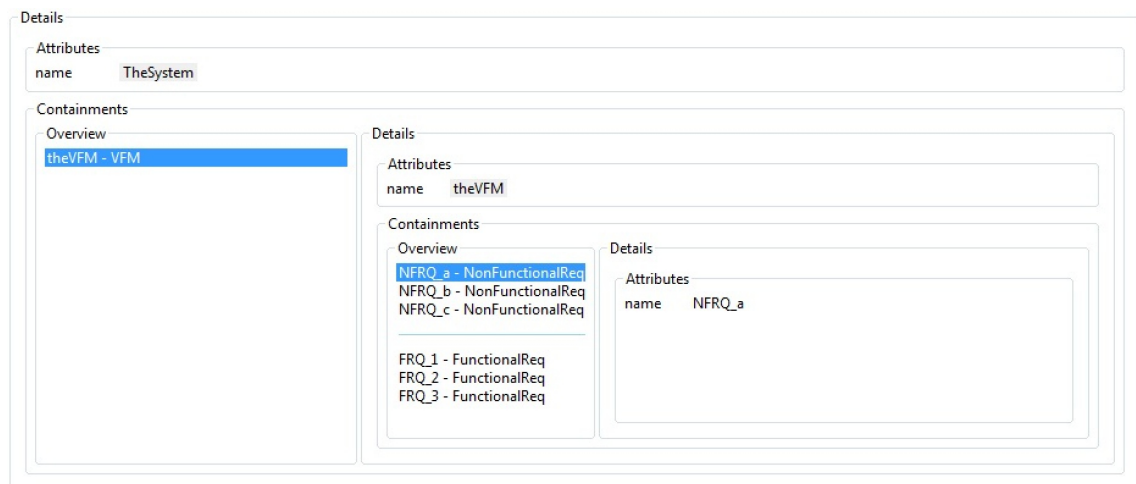 Details
Attributes
name TheSystem
Containments
Overview
theVFM - VFM
Details
Attributes
name theVFM
Containments
Overview
NFRQ_a - NonFunctionalReq
NFRQ_b - NonFunctionalReq
NFRQ_c - NonFunctionalReq
FRQ_1 - FunctionalReq
FRQ_2 - FunctionalReq
FRQ_3 - FunctionalReq
Details
Attributes
name NFRQ_a